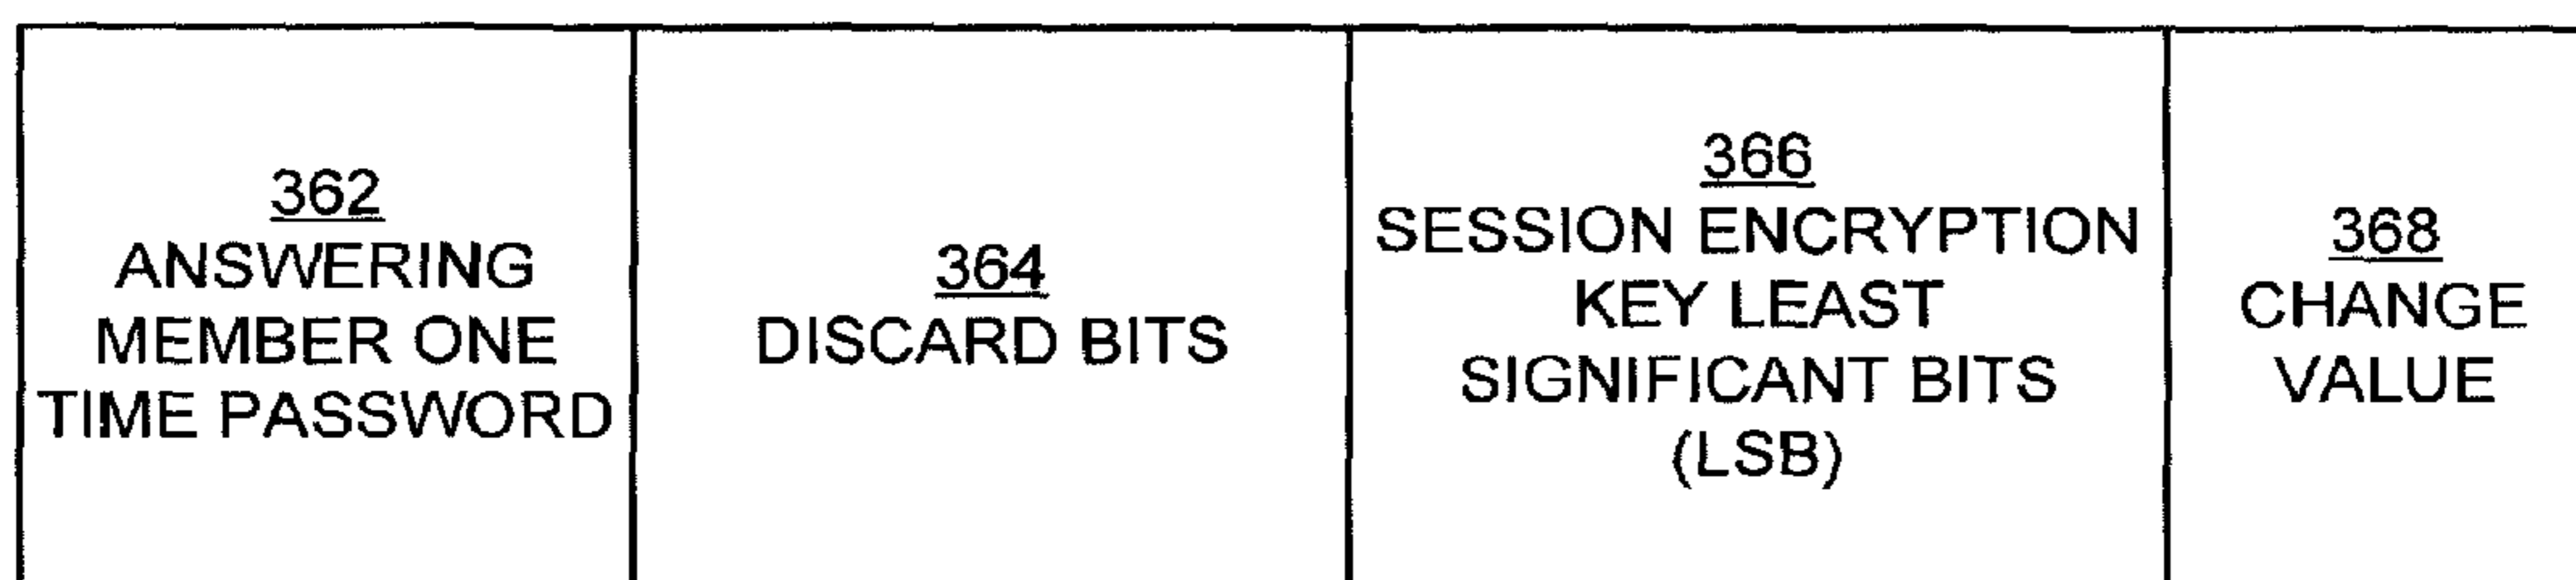 362
ANSWERING
MEMBER ONE
TIME PASSWORD
364
DISCARD BITS
366
SESSION ENCRYPTION
KEY LEAST
SIGNIFICANT BITS
(LSB)
368
CHANGE
VALUE